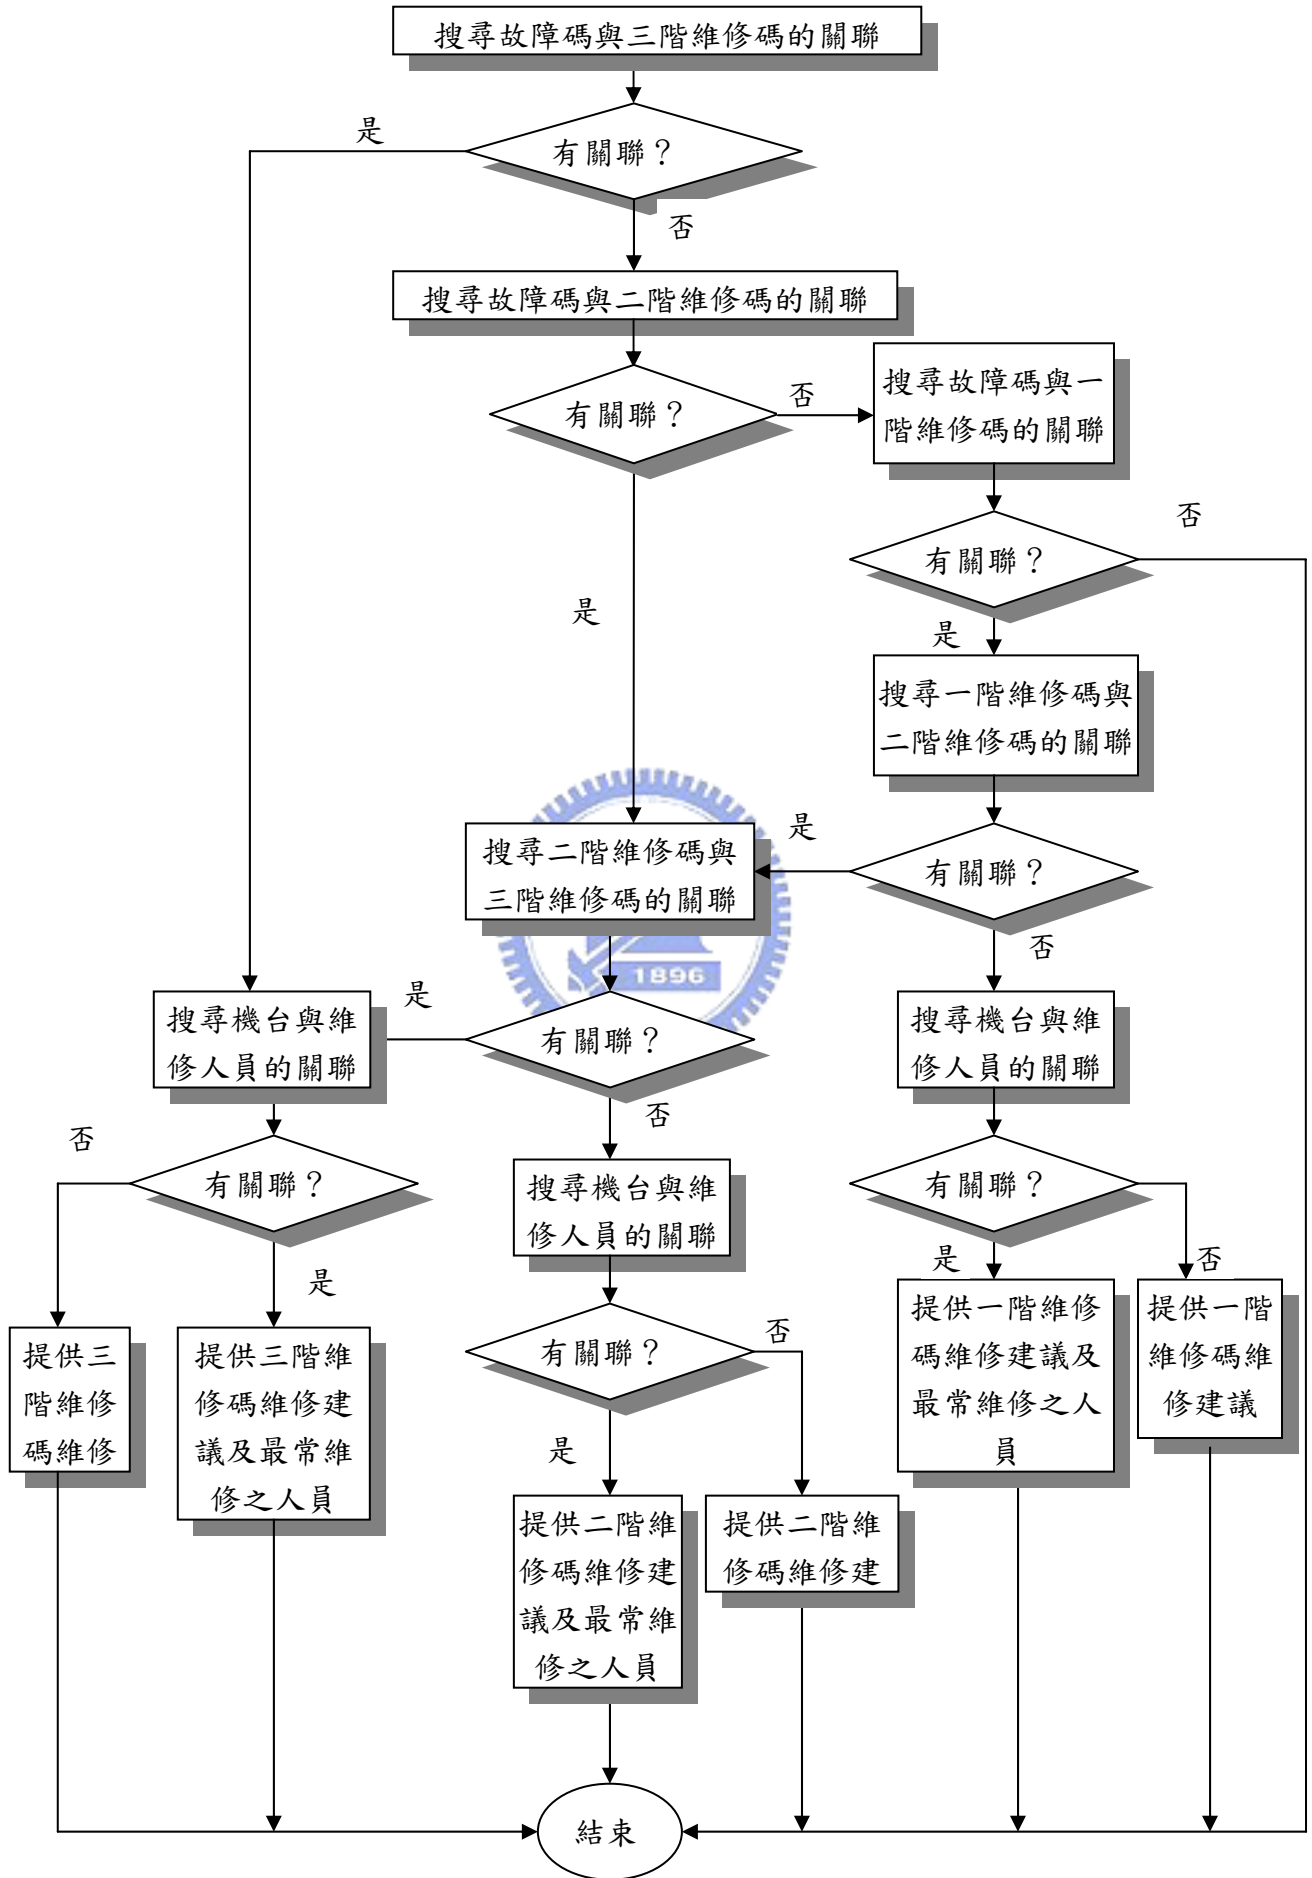 搜尋故障碼與三階維修碼的關聯
是
有關聯？
否
搜尋故障碼與二階維修碼的關聯
有關聯？
否
搜尋故障碼與一
階維修碼的關聯
否
有關聯？
是
是
搜尋一階維修碼與
二階維修碼的關聯
搜尋二階維修碼與
三階維修碼的關聯
是
有關聯？
否
1896
搜尋機台與維
修人員的關聯
是
有關聯？
搜尋機台與維
修人員的關聯
否
有關聯？
否
搜尋機台與維
修人員的關聯
有關聯？
是
有關聯？
否
是
否
提供三
階維修
碼維修
提供三階維
修碼維修建
議及最常維
修之人員
是
提供二階維
修碼維修建
議及最常維
修之人員
提供二階維
修碼維修建
提供一階維修
碼維修建議及
最常維修之人
員
提供一階
維修碼維
修建議
結束